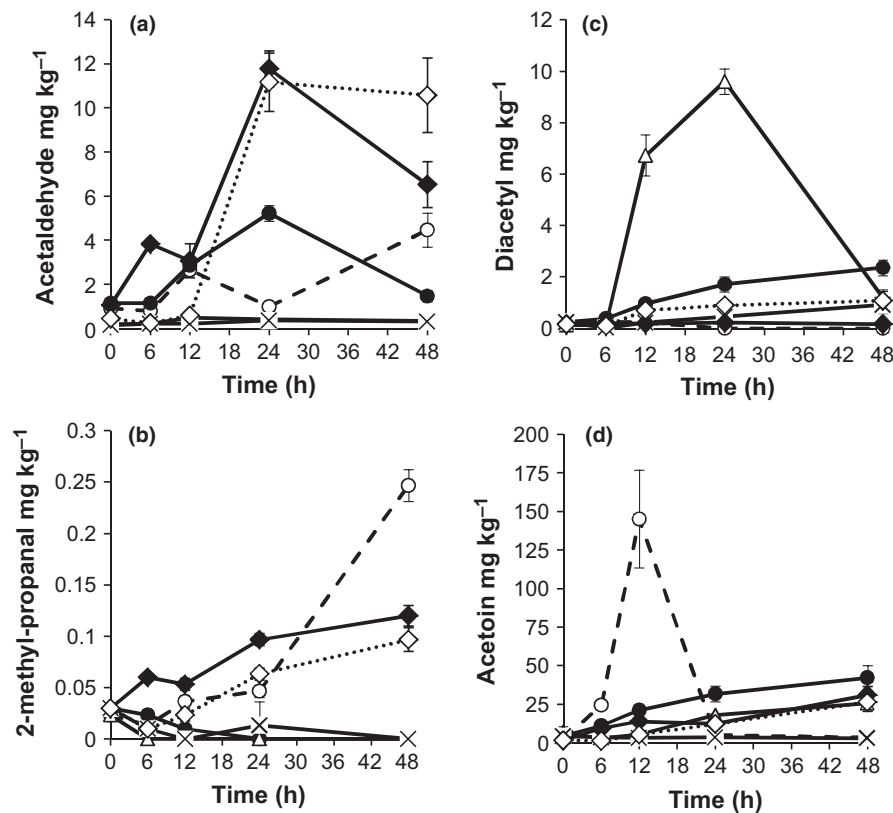 (a)
Acetaldehyde mg kg⁻¹
14
12
10
8
6
4
2
0
0 6 12 18 24 30 36 42 48
Time (h)
(c)
Diacetyl mg kg⁻¹
12
10
8
6
4
2
0
0 6 12 18 24 30 36 42 48
Time (h)
(b)
2-methyl-propanal mg kg⁻¹
0.3
0.25
0.2
0.15
0.1
0.05
0
0 6 12 18 24 30 36 42 48
Time (h)
(d)
Acetoin mg kg⁻¹
200
175
150
125
100
75
50
25
0
0 6 12 18 24 30 36 42 48
Time (h)